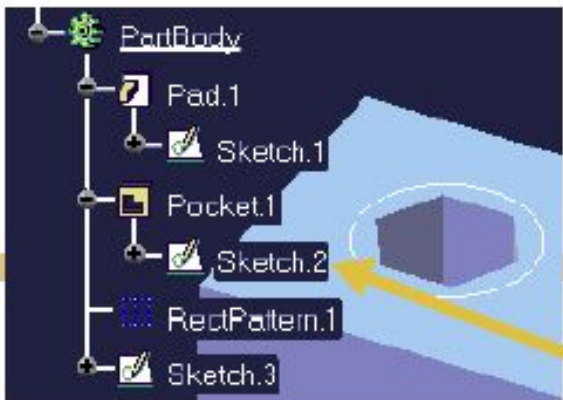 PartBody
Pad.1
Sketch.1
Pocket.1
Sketch.2
RectPattern.1
Sketch.3